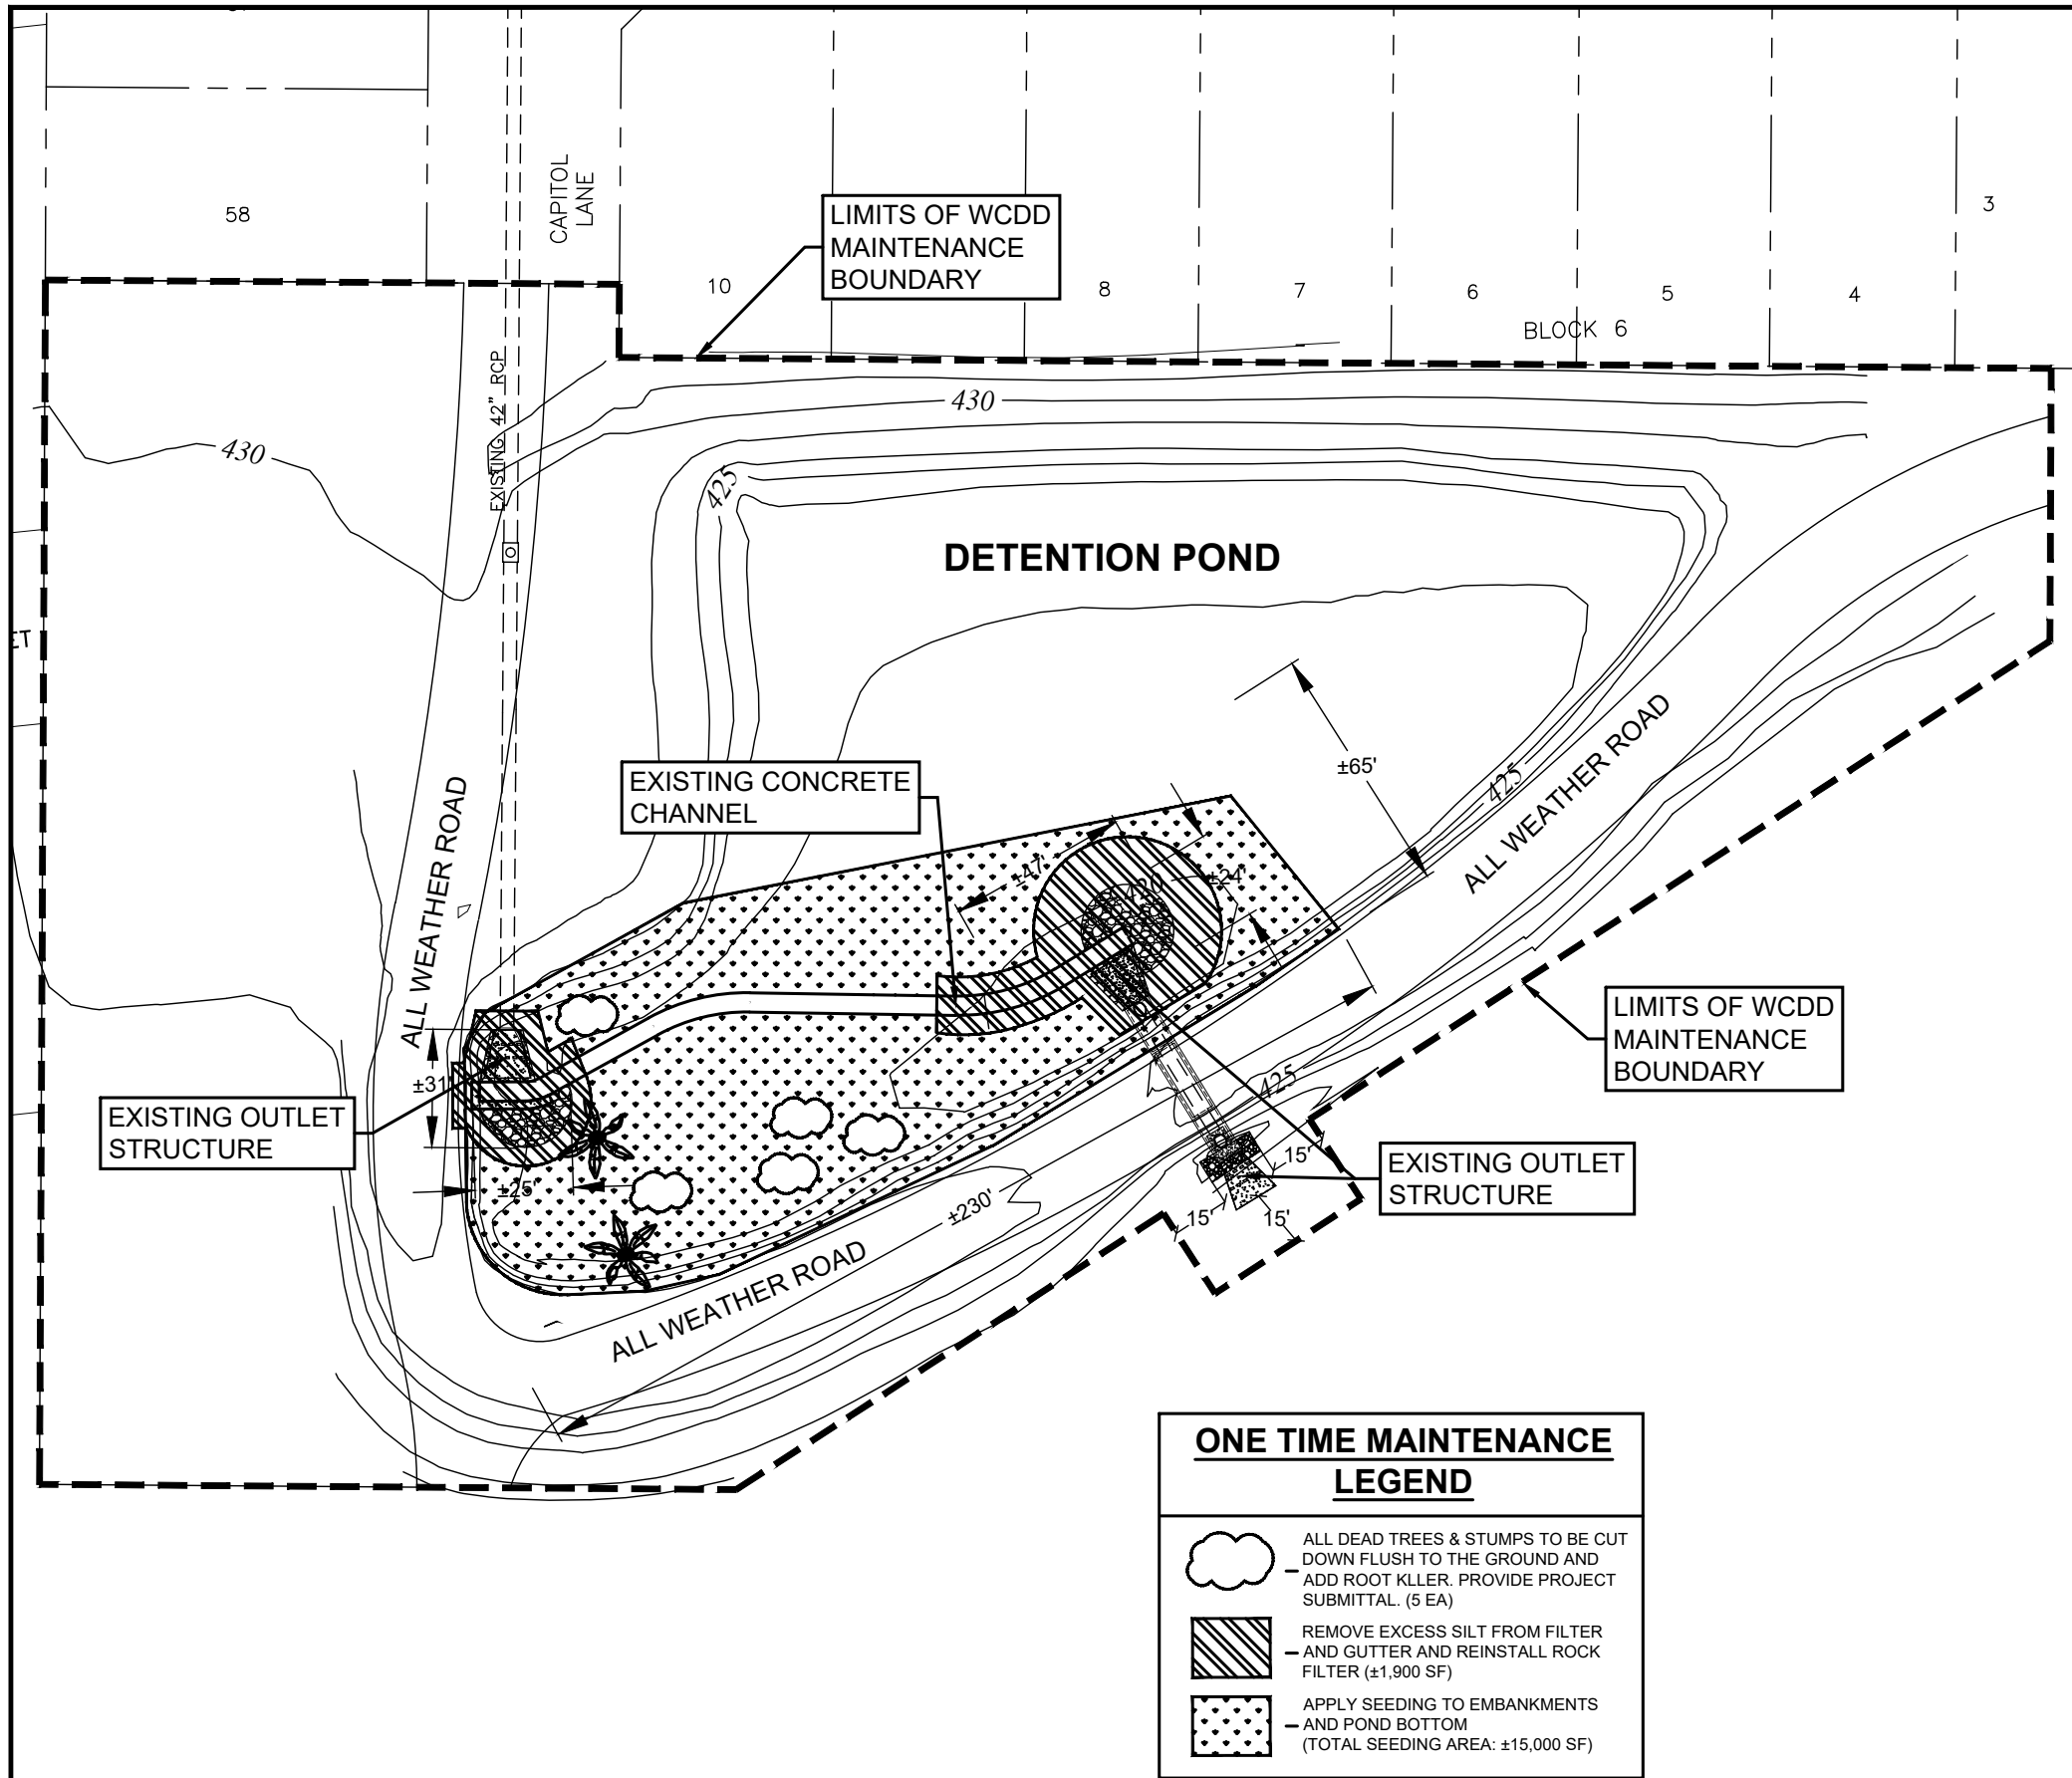 58
CAPITOL
LANE
LIMITS OF WCDD
MAINTENANCE
BOUNDARY
10
8
7
6
5
4
3
BLOCK 6
EXISTING 42" RCP
430
430
425
DETENTION POND
ET
ALL WEATHER ROAD
EXISTING CONCRETE
CHANNEL
±65'
425
ALL WEATHER ROAD
±47'
420
±24'
LIMITS OF WCDD
MAINTENANCE
BOUNDARY
±31'
EXISTING OUTLET
STRUCTURE
425
±25'
±230'
15'
15'
15'
EXISTING OUTLET
STRUCTURE
ALL WEATHER ROAD
ONE TIME MAINTENANCE
LEGEND
ALL DEAD TREES & STUMPS TO BE CUT
DOWN FLUSH TO THE GROUND AND
ADD ROOT KLLER. PROVIDE PROJECT
SUBMITTAL. (5 EA)
REMOVE EXCESS SILT FROM FILTER
AND GUTTER AND REINSTALL ROCK
FILTER (±1,900 SF)
APPLY SEEDING TO EMBANKMENTS
AND POND BOTTOM
(TOTAL SEEDING AREA: ±15,000 SF)